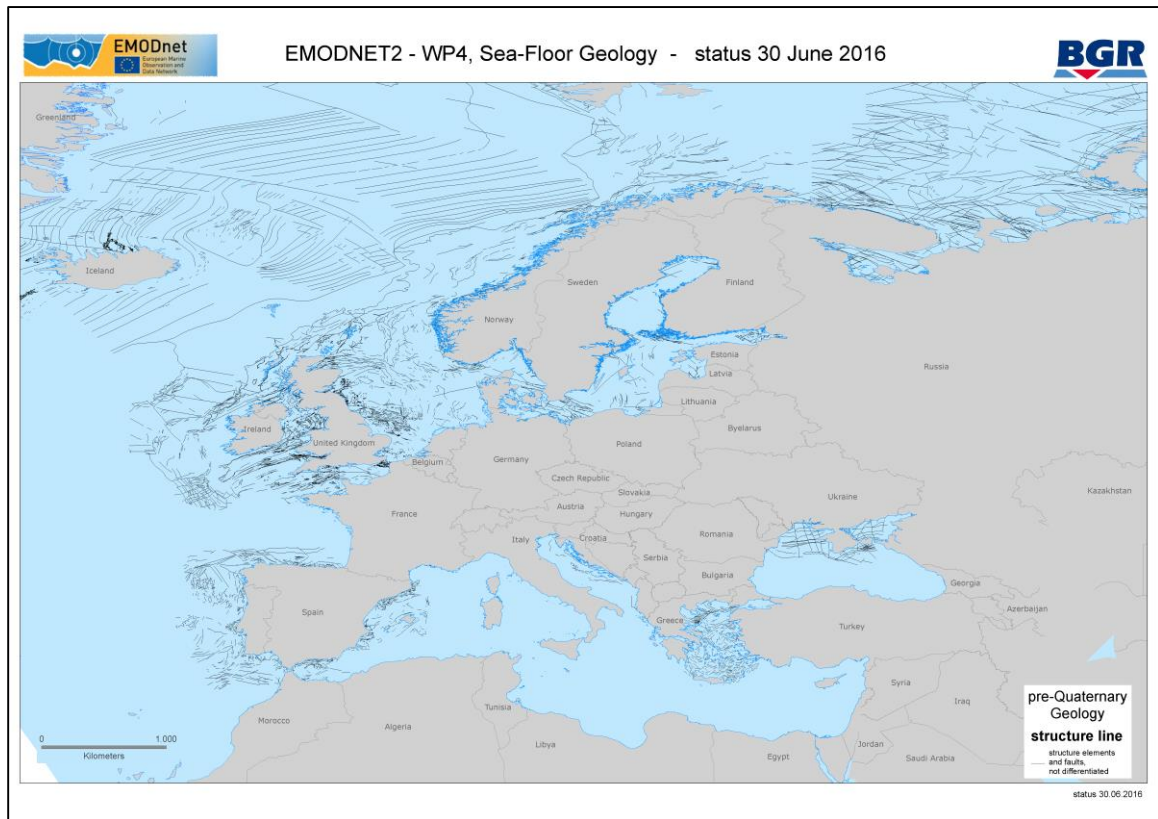 EMODnet
European Marine
Observation and
Data Network
EMODNET2 - WP4, Sea-Floor Geology - status 30 June 2016
BGR
Greenland
Iceland
Sweden
Finland
Norway
Estonia
Russia
Latvia
Lithuania
Byelarus
Ireland
United Kingdom
Poland
Belgium
Germany
Czech Republic
Kazakhstan
Slovakia
Ukraine
France
Austria
Hungary
Italy
Croatia
Romania
Serbia
Bulgaria
Georgia
Spain
Azerbaijan
Greece
Turkey
Syria
Iraq
Morocco
Algeria
Tunisia
Libya
Egypt
Jordan
Saudi Arabia
0 1.000
Kilometers
pre-Quaternary
Geology
structure line
structure elements
and faults,
not differentiated
status 30.06.2016